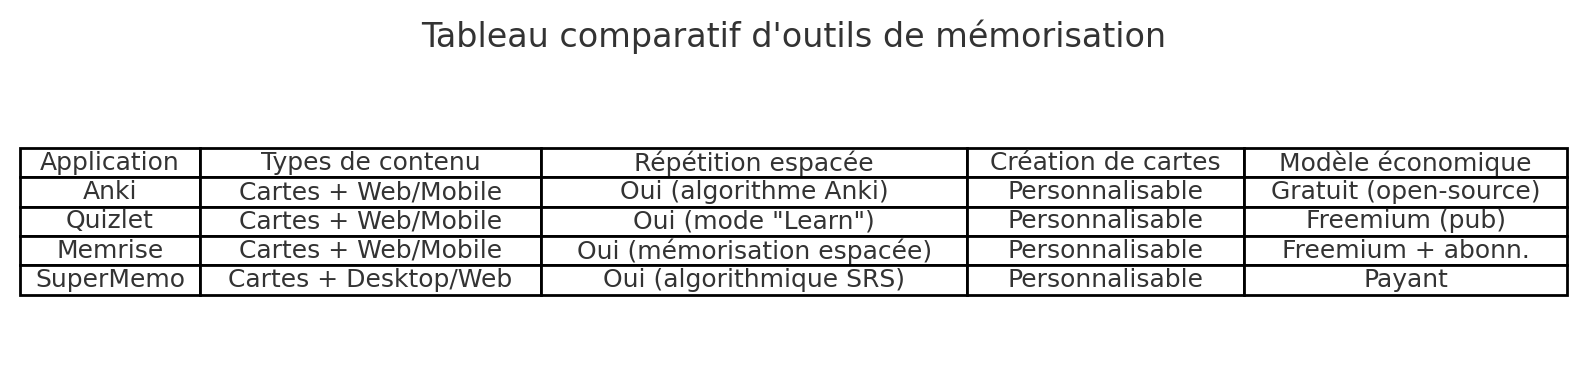 Tableau comparatif d'outils de mémorisation
Application Types de contenu Répétition espacée Création de cartes Modèle économique
Anki Cartes + Web/Mobile Oui (algorithme Anki) Personnalisable Gratuit (open-source)
Quizlet Cartes + Web/Mobile Oui (mode "Learn") Personnalisable Freemium (pub)
Memrise Cartes + Web/Mobile Oui (mémorisation espacée) Personnalisable Freemium + abonn.
SuperMemo Cartes + Desktop/Web Oui (algorithmique SRS) Personnalisable Payant